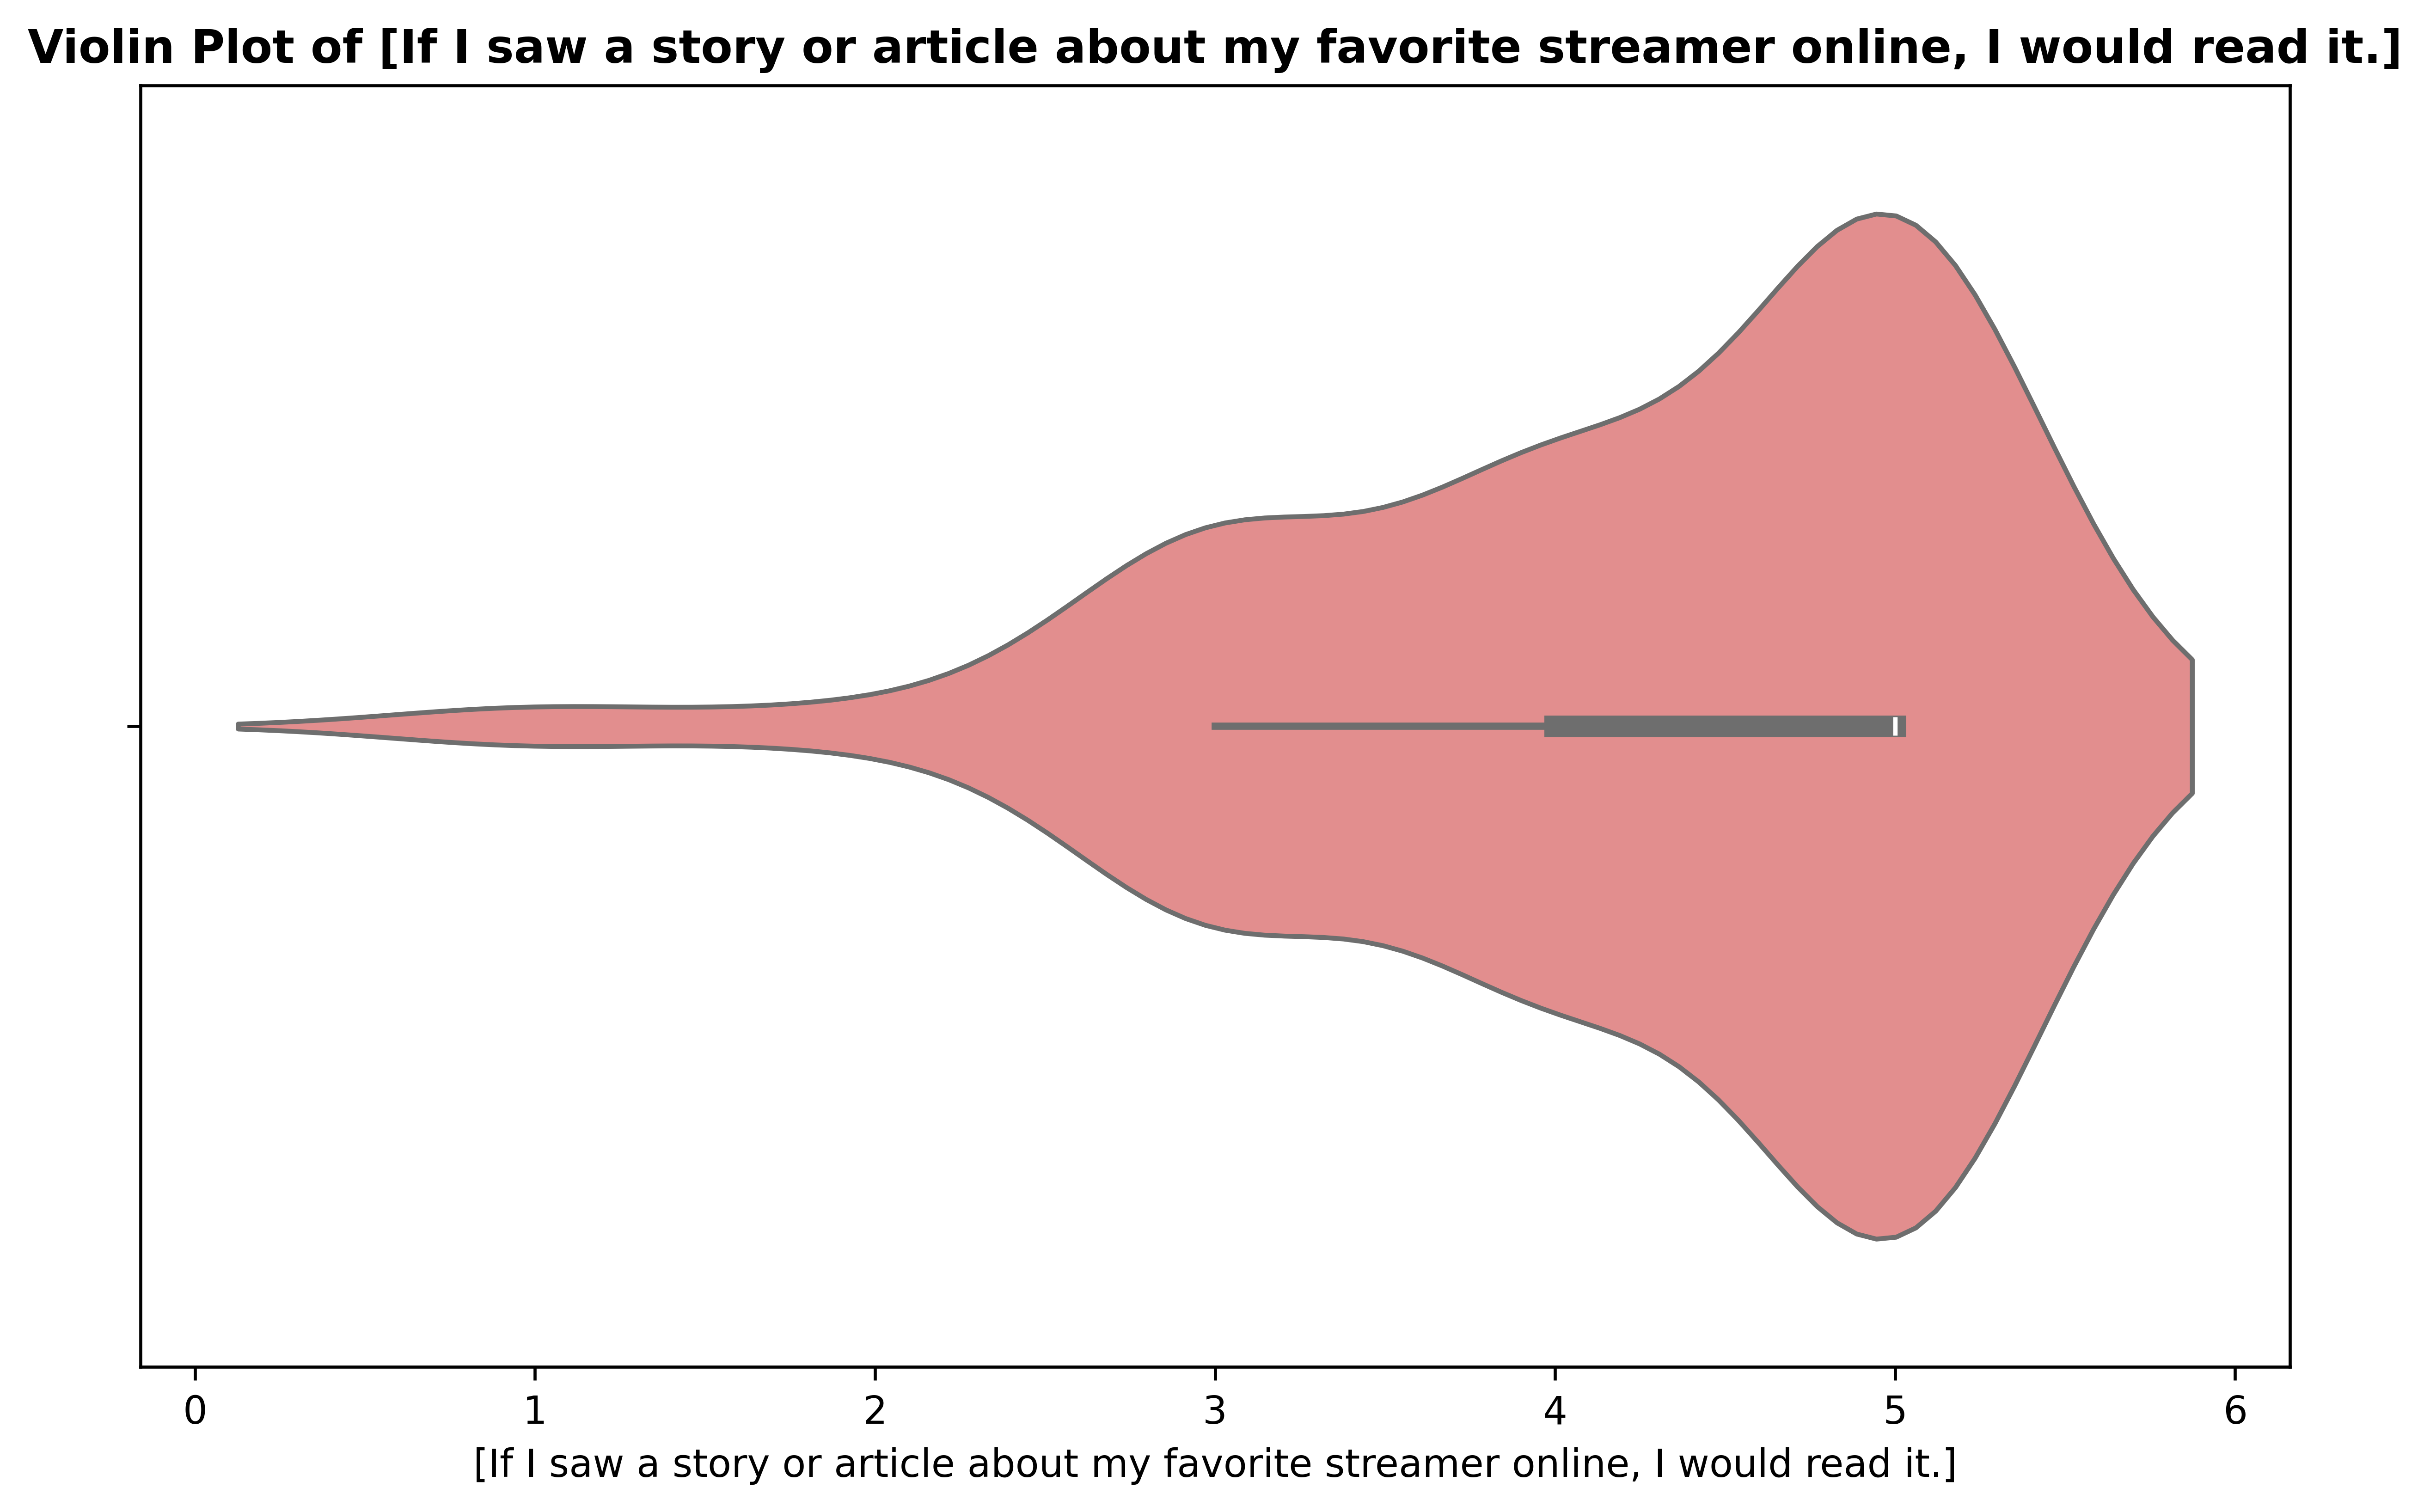 Violin Plot of [If I saw a story or article about my favorite streamer online, I would read it.]
0 1 2 3 4 5 6
[If I saw a story or article about my favorite streamer online, I would read it.]